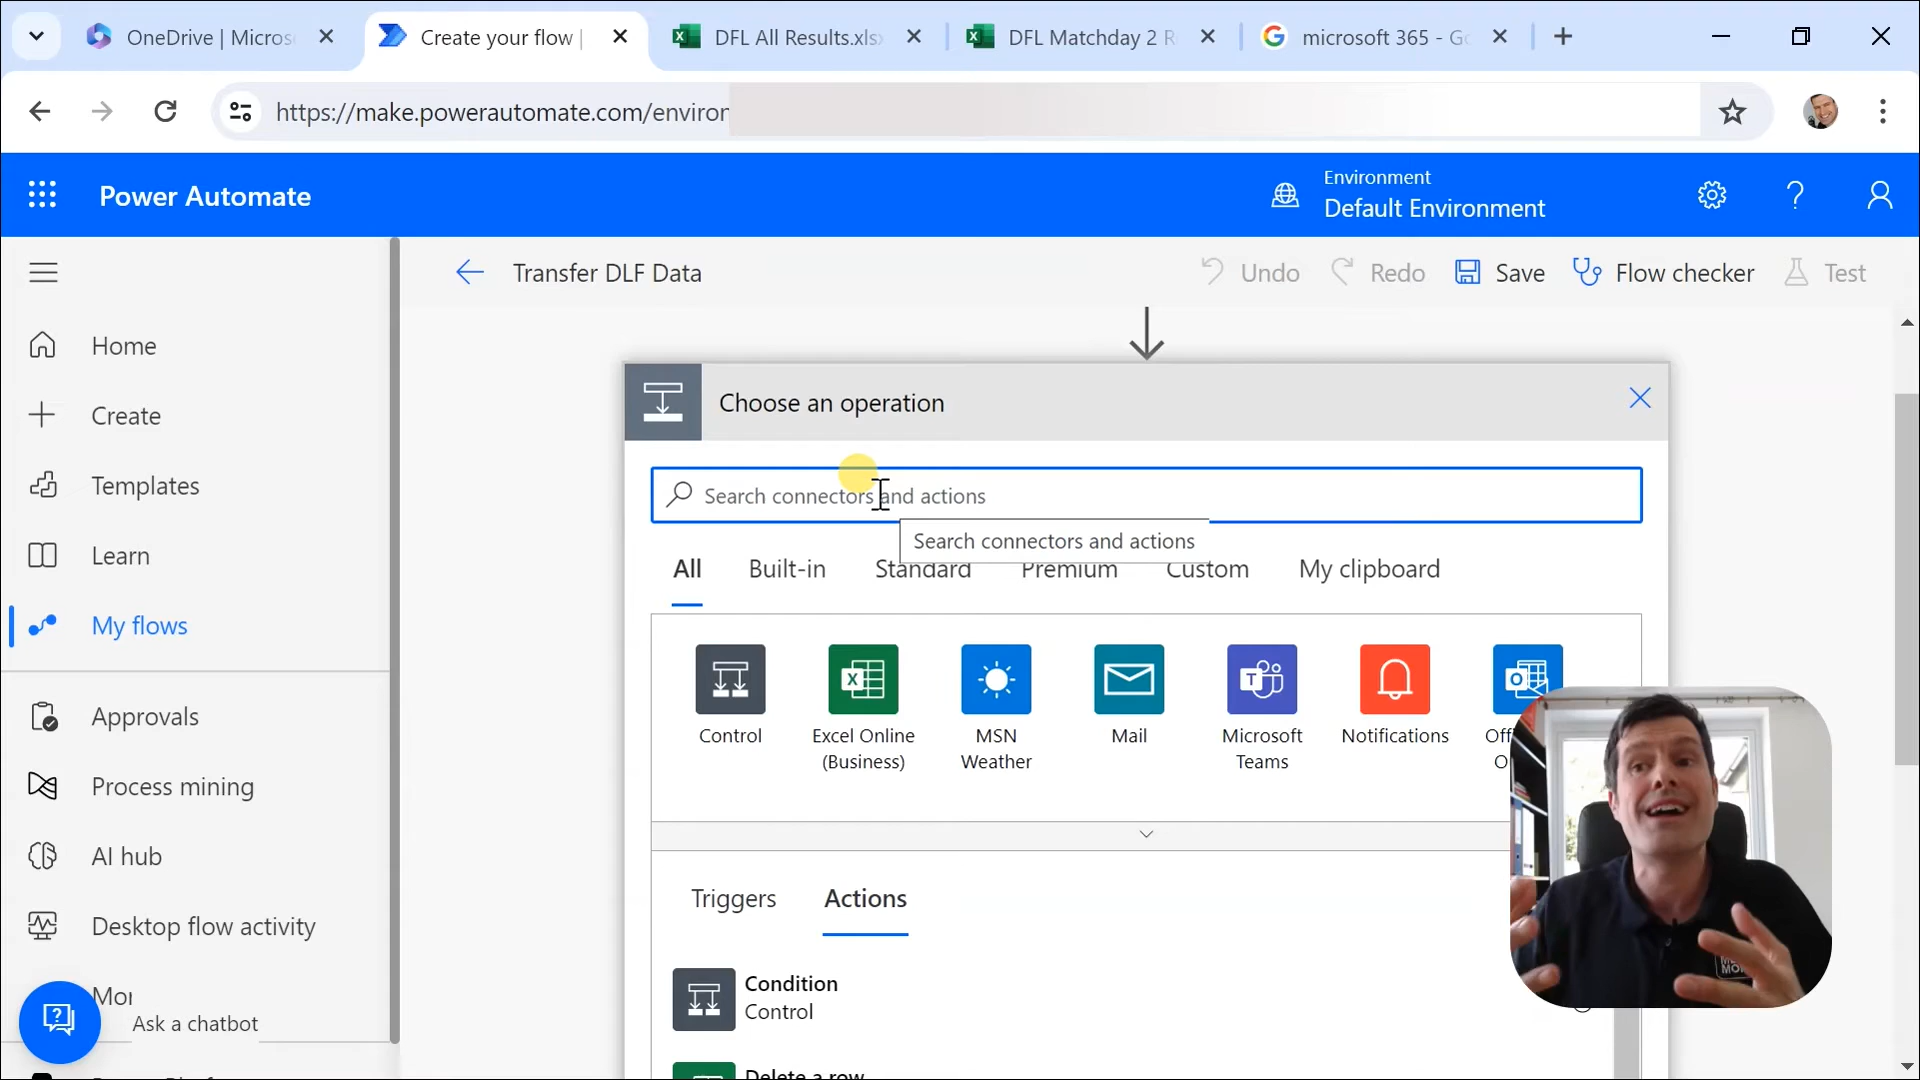 OneDrive | Micros
Create your flow |
DFL All Results.xls
DFL Matchday 2 R
microsoft 365 - Go
https://make.powerautomate.com/environ
Power Automate
Environment
Default Environment
Transfer DLF Data
Undo
Redo
Save
Flow checker
Test
Home
Create
Templates
Learn
My flows
Approvals
Process mining
AI hub
Desktop flow activity
Mor
Ask a chatbot
Choose an operation
Search connectors and actions
Search connectors and actions
All
Built-in
Standard
Premium
Custom
My clipboard
Control
Excel Online
(Business)
MSN
Weather
Mail
Microsoft
Teams
Notifications
Off
O
Triggers
Actions
Condition
Control
Delete a row